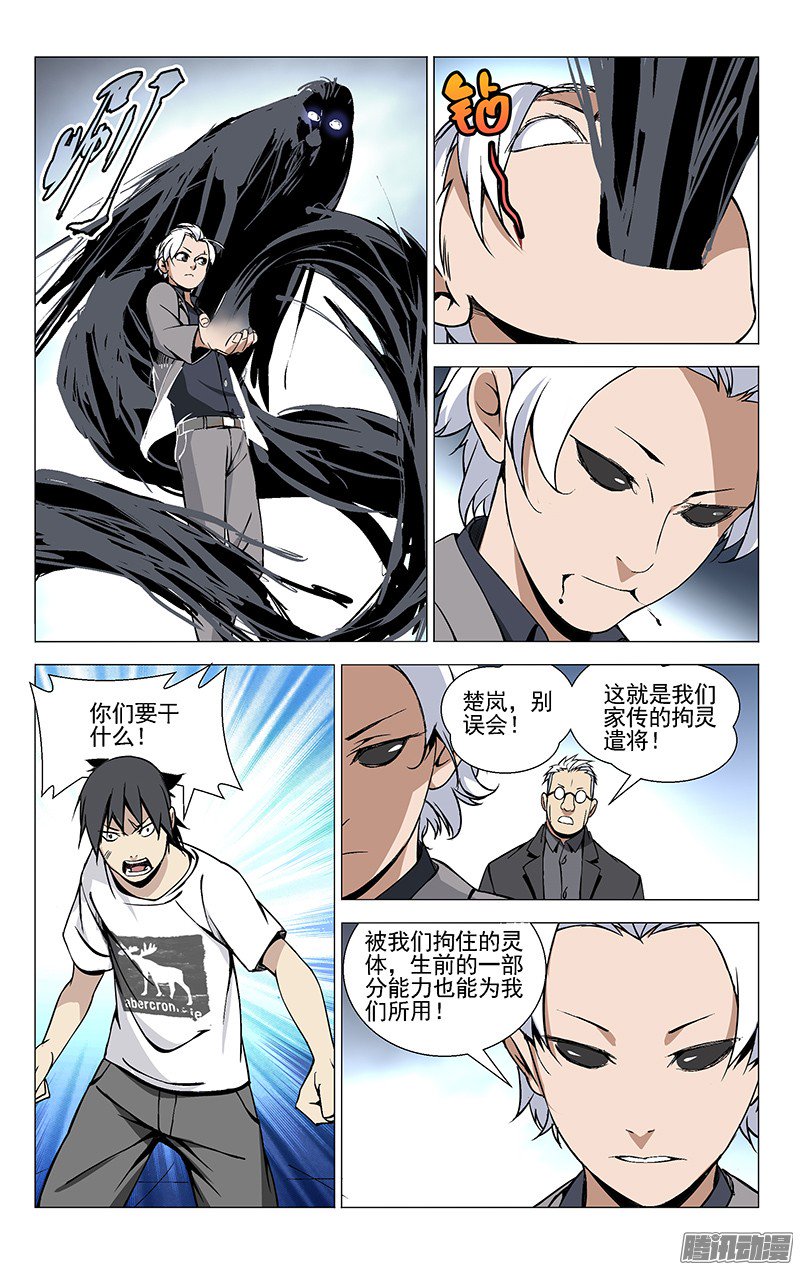 啊
钻
你们要干
什么！
楚岚，别
误会！
这就是我们
家传的拘灵
遣将！
abercrom
被我们拘住的灵
体，生前的一部
分能力也能为我
们所用！
腾讯动漫